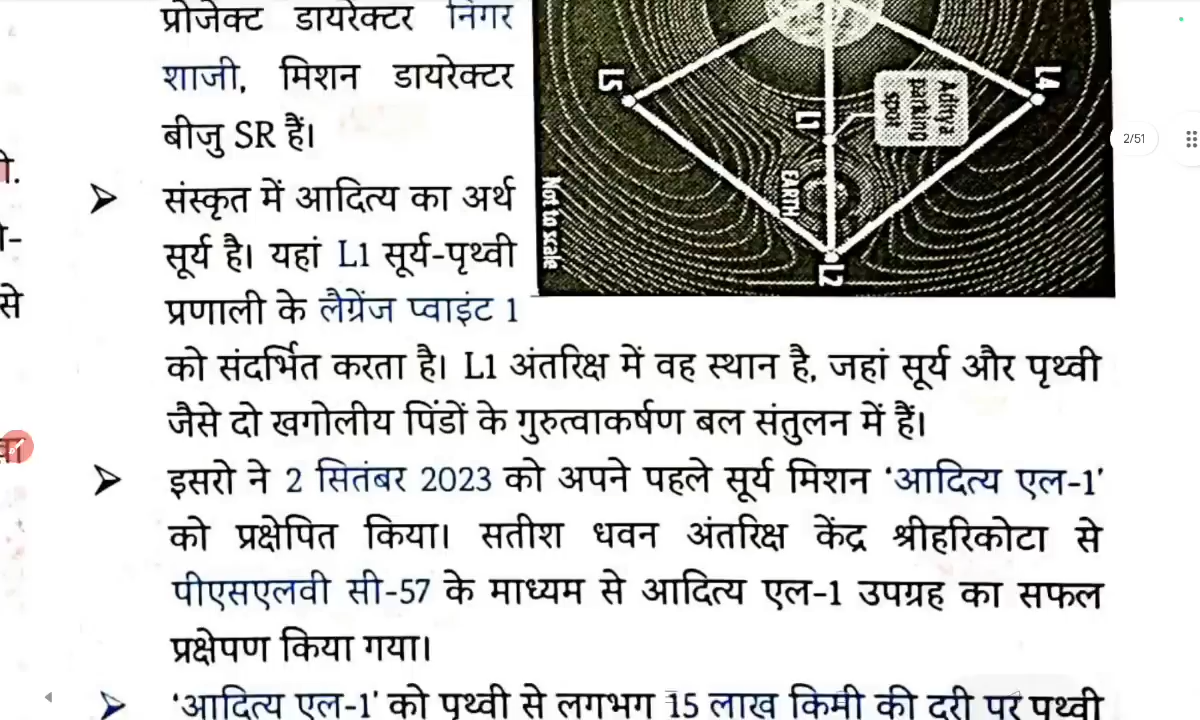 प्रोजेक्ट डायरेक्टर निगर
शाजी, मिशन डायरेक्टर
बीजु SR हैं।
L5
L4
Aditya
parking
spot
L1
EARTH
L2
Not to scale
2/51
➢ संस्कृत में आदित्य का अर्थ
सूर्य है। यहां L1 सूर्य-पृथ्वी
प्रणाली के लैग्रेंज प्वाइंट 1
को संदर्भित करता है। L1 अंतरिक्ष में वह स्थान है, जहां सूर्य और पृथ्वी
जैसे दो खगोलीय पिंडों के गुरुत्वाकर्षण बल संतुलन में हैं।
➢ इसरो ने 2 सितंबर 2023 को अपने पहले सूर्य मिशन ‘आदित्य एल-1’
को प्रक्षेपित किया। सतीश धवन अंतरिक्ष केंद्र श्रीहरिकोटा से
पीएसएलवी सी-57 के माध्यम से आदित्य एल-1 उपग्रह का सफल
प्रक्षेपण किया गया।
➢ ‘आदित्य एल-1’ को पृथ्वी से लगभग 15 लाख किमी की दूरी पर पृथ्वी
से